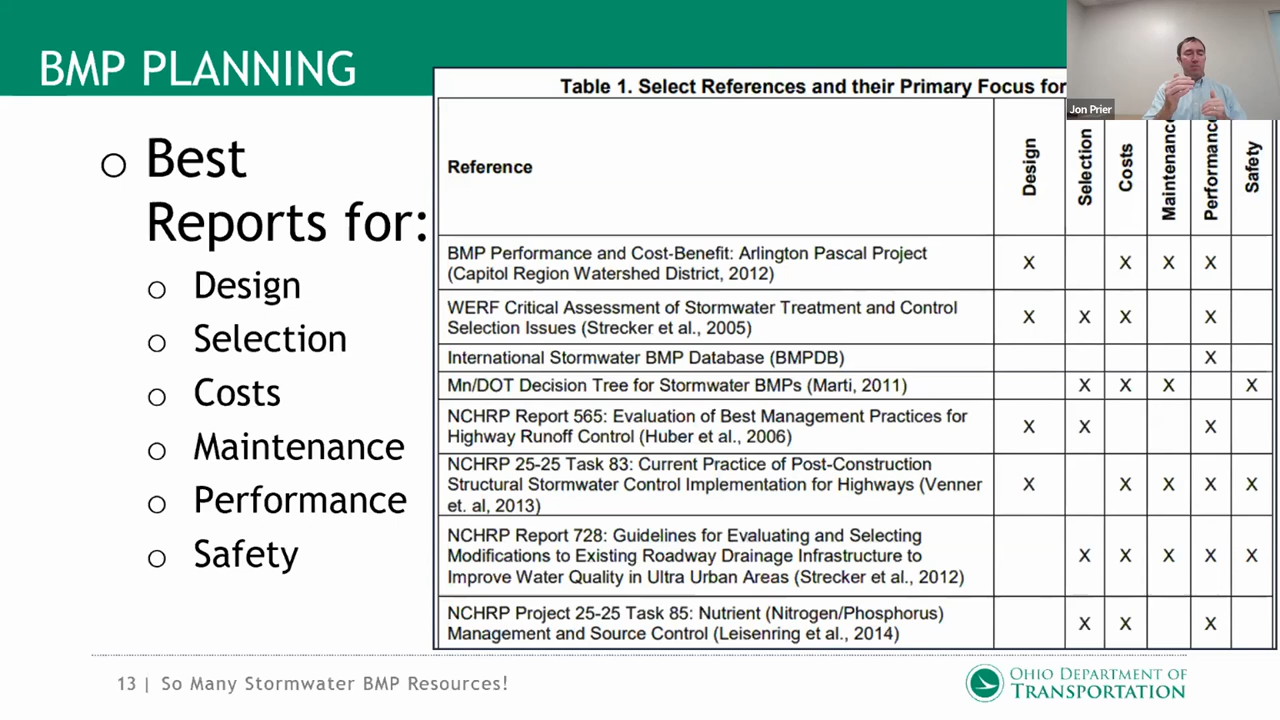 BMP PLANNING
Jon Prier
o Best
Reports for:
o Design
o Selection
o Costs
o Maintenance
o Performance
o Safety
Table 1. Select References and their Primary Focus for
Reference Design Selection Costs Maintenance Performance Safety
BMP Performance and Cost-Benefit: Arlington Pascal Project
(Capitol Region Watershed District, 2012) X X X X
WERF Critical Assessment of Stormwater Treatment and Control
Selection Issues (Strecker et al., 2005) X X X X
International Stormwater BMP Database (BMPDB) X
Mn/DOT Decision Tree for Stormwater BMPs (Marti, 2011) X X X X
NCHRP Report 565: Evaluation of Best Management Practices for
Highway Runoff Control (Huber et al., 2006) X X X
NCHRP 25-25 Task 83: Current Practice of Post-Construction
Structural Stormwater Control Implementation for Highways (Venner X X X X X
et. al, 2013)
NCHRP Report 728: Guidelines for Evaluating and Selecting
Modifications to Existing Roadway Drainage Infrastructure to X X X X X
Improve Water Quality in Ultra Urban Areas (Strecker et al., 2012)
NCHRP Project 25-25 Task 85: Nutrient (Nitrogen/Phosphorus)
Management and Source Control (Leisenring et al., 2014) X X X
13 | So Many Stormwater BMP Resources!
OHIO DEPARTMENT OF
TRANSPORTATION